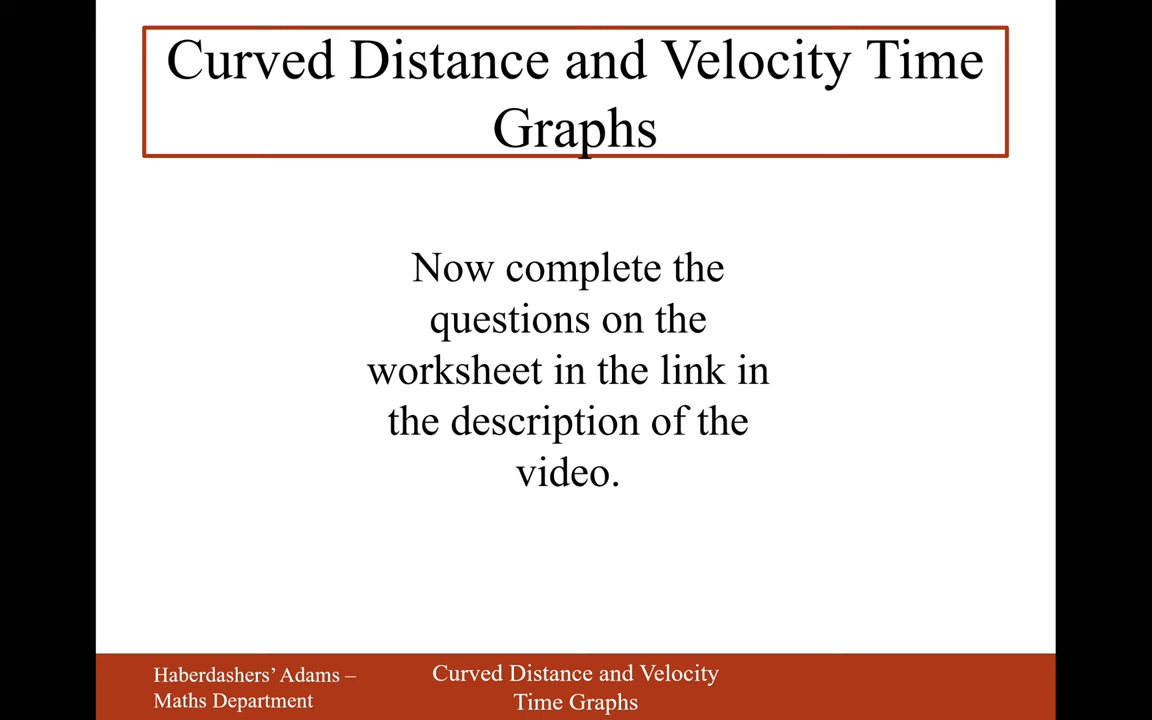 Curved Distance and Velocity Time
Graphs
Now complete the
questions on the
worksheet in the link in
the description of the
video.
Haberdashers’ Adams –
Maths Department
Curved Distance and Velocity
Time Graphs